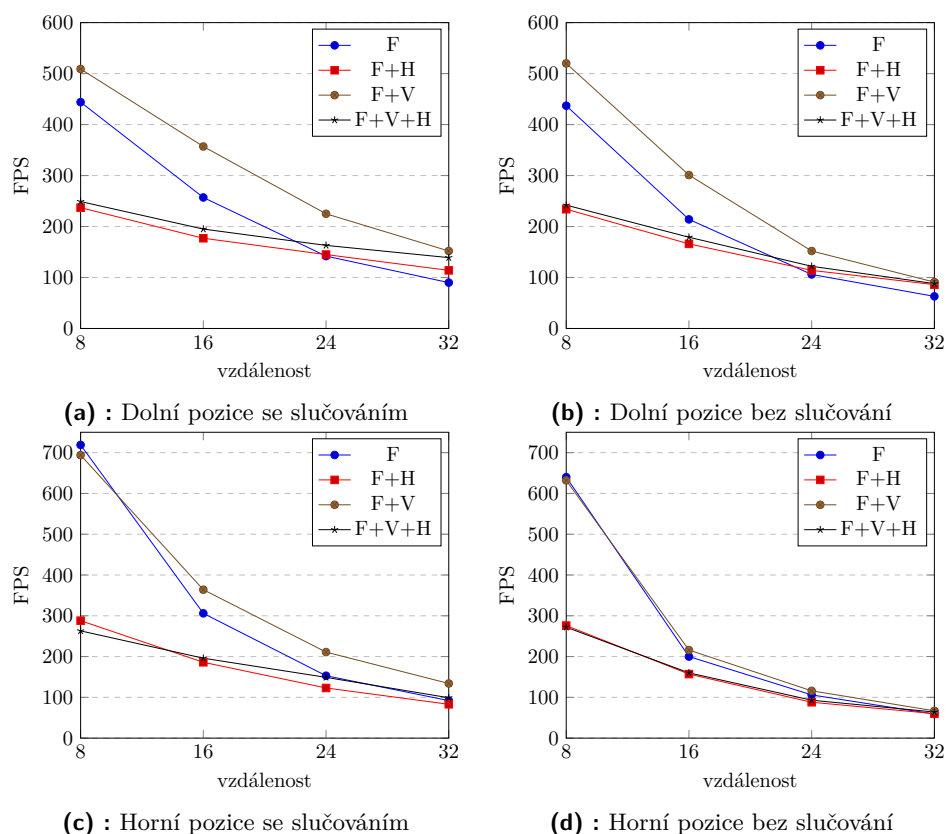 600
500
400
300
200
100
0
FPS
F
F+H
F+V
F+V+H
8 16 24 32
vzdálenost
(a) : Dolní pozice se slučováním
600
500
400
300
200
100
0
FPS
F
F+H
F+V
F+V+H
8 16 24 32
vzdálenost
(b) : Dolní pozice bez slučování
700
600
500
400
300
200
100
0
FPS
F
F+H
F+V
F+V+H
8 16 24 32
vzdálenost
(c) : Horní pozice se slučováním
700
600
500
400
300
200
100
0
FPS
F
F+H
F+V
F+V+H
8 16 24 32
vzdálenost
(d) : Horní pozice bez slučování